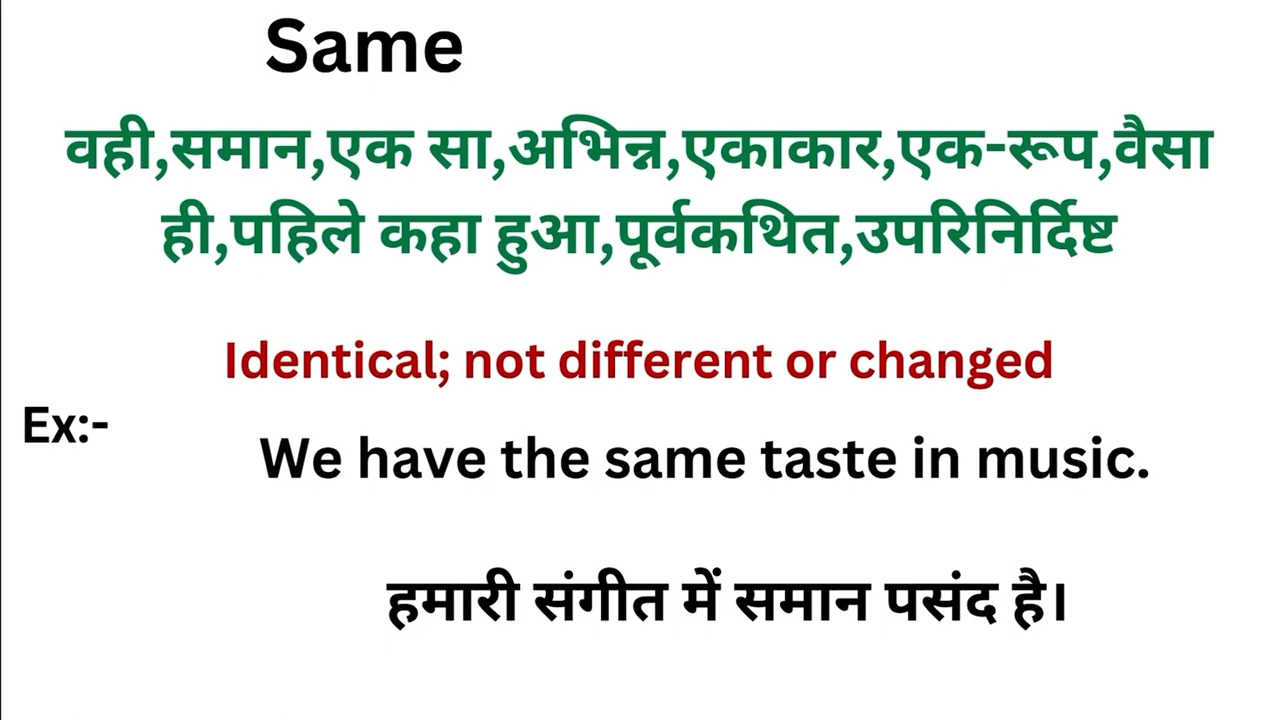 Same
वही,समान,एक सा,अभिन्न,एकाकार,एक-रूप,वैसा
ही,पहिले कहा हुआ,पूर्वकथित,उपरिनिर्दिष्ट
Identical; not different or changed
Ex:-
We have the same taste in music.
हमारी संगीत में समान पसंद है।